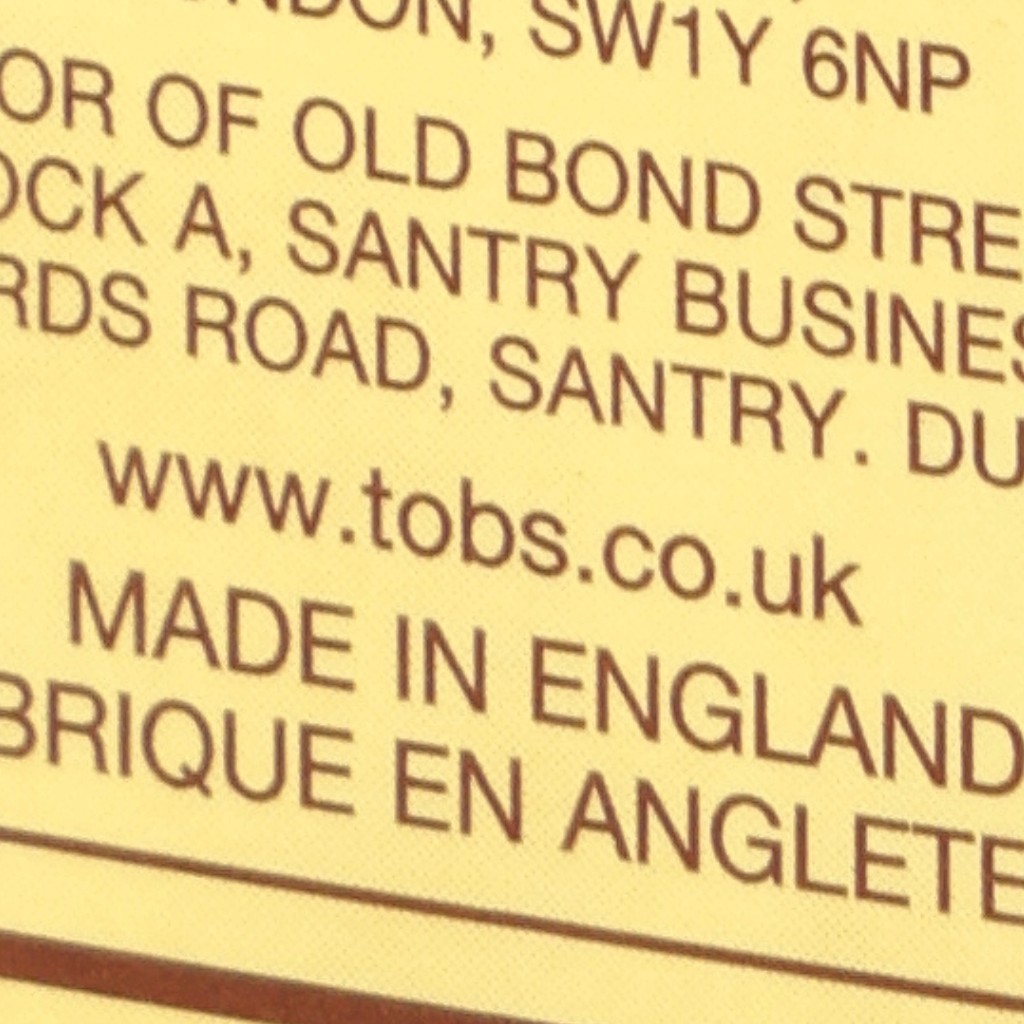 LONDON, SW1Y 6NP
OR OF OLD BOND STRE
OCK A, SANTRY BUSINES
RDS ROAD, SANTRY. DU
www.tobs.co.uk
MADE IN ENGLAND
BRIQUE EN ANGLETE